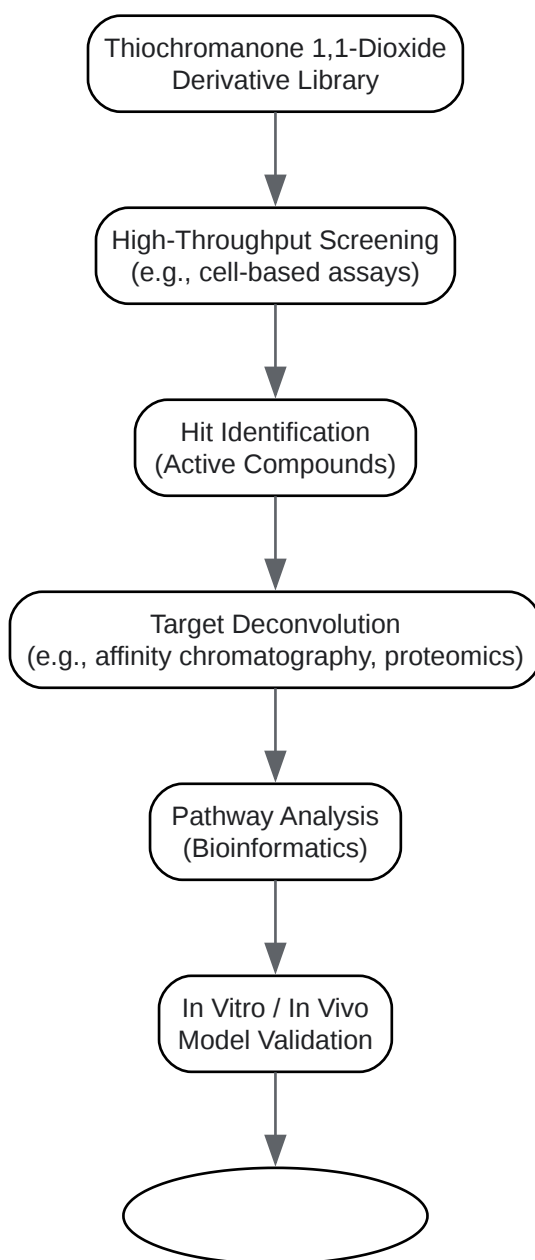 Thiochromanone 1,1-Dioxide
Derivative Library
High-Throughput Screening
(e.g., cell-based assays)
Hit Identification
(Active Compounds)
Target Deconvolution
(e.g., affinity chromatography, proteomics)
Pathway Analysis
(Bioinformatics)
In Vitro / In Vivo
Model Validation